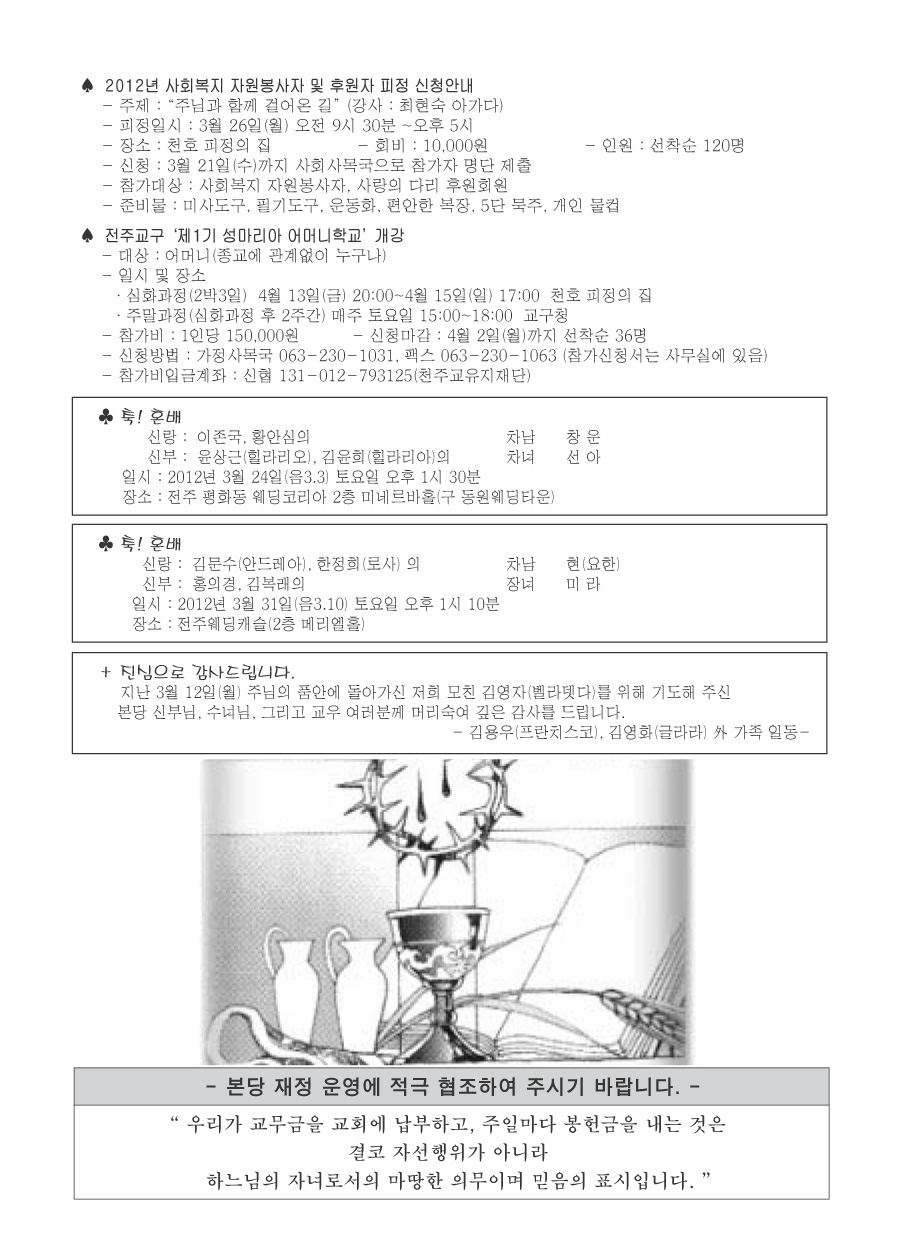 ♠ 2012년 사회복지 자원봉사자 및 후원자 피정 신청안내
- 주제 : “주님과 함께 걸어온 길” (강사 : 최현숙 아가다)
- 피정일시 : 3월 26일(월) 오전 9시 30분 ~오후 5시
- 장소 : 천호 피정의 집 - 회비 : 10,000원 - 인원 : 선착순 120명
- 신청 : 3월 21일(수)까지 사회사목국으로 참가자 명단 제출
- 참가대상 : 사회복지 자원봉사자, 사랑의 다리 후원회원
- 준비물 : 미사도구, 필기도구, 운동화, 편안한 복장, 5단 묵주, 개인 물컵
♠ 전주교구 ‘제1기 성마리아 어머니학교’ 개강
- 대상 : 어머니(종교에 관계없이 누구나)
- 일시 및 장소
· 심화과정(2박3일) 4월 13일(금) 20:00~4월 15일(일) 17:00 천호 피정의 집
· 주말과정(심화과정 후 2주간) 매주 토요일 15:00~18:00 교구청
- 참가비 : 1인당 150,000원 - 신청마감 : 4월 2일(월)까지 선착순 36명
- 신청방법 : 가정사목국 063-230-1031, 팩스 063-230-1063 (참가신청서는 사무실에 있음)
- 참가비입금계좌 : 신협 131-012-793125(천주교유지재단)
♣ 축! 혼배
신랑 : 이존국, 황안심의 차남 창 운
신부 : 윤상근(힐라리오), 김윤희(힐라리아)의 차녀 선 아
일시 : 2012년 3월 24일(음3.3) 토요일 오후 1시 30분
장소 : 전주 평화동 웨딩코리아 2층 미네르바홀(구 동원웨딩타운)
♣ 축! 혼배
신랑 : 김문수(안드레아), 한정희(로사) 의 차남 현(요한)
신부 : 홍의경, 김복래의 장녀 미 라
일시 : 2012년 3월 31일(음3.10) 토요일 오후 1시 10분
장소 : 전주웨딩캐슬(2층 메리엘홀)
+ 진심으로 감사드립니다.
지난 3월 12일(월) 주님의 품안에 돌아가신 저희 모친 김영자(벨라뎃다)를 위해 기도해 주신
본당 신부님, 수녀님, 그리고 교우 여러분께 머리숙여 깊은 감사를 드립니다.
- 김용우(프란치스코), 김영화(글라라) 外 가족 일동-
- 본당 재정 운영에 적극 협조하여 주시기 바랍니다. -
“ 우리가 교무금을 교회에 납부하고, 주일마다 봉헌금을 내는 것은
결코 자선행위가 아니라
하느님의 자녀로서의 마땅한 의무이며 믿음의 표시입니다. ”